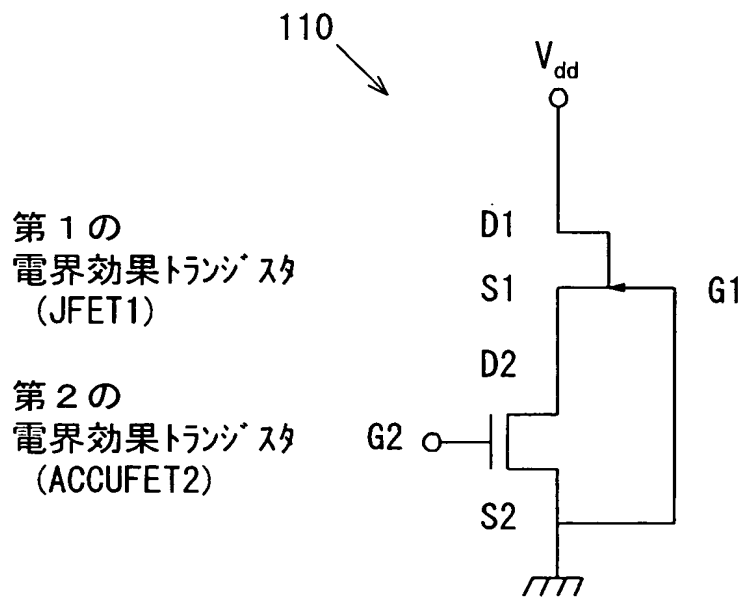 110
Vdd
第１の
電界効果ﾄﾗﾝｼﾞｽﾀ
(JFET1)
D1
S1
G1
第２の
電界効果ﾄﾗﾝｼﾞｽﾀ
(ACCUFET2)
D2
G2
S2